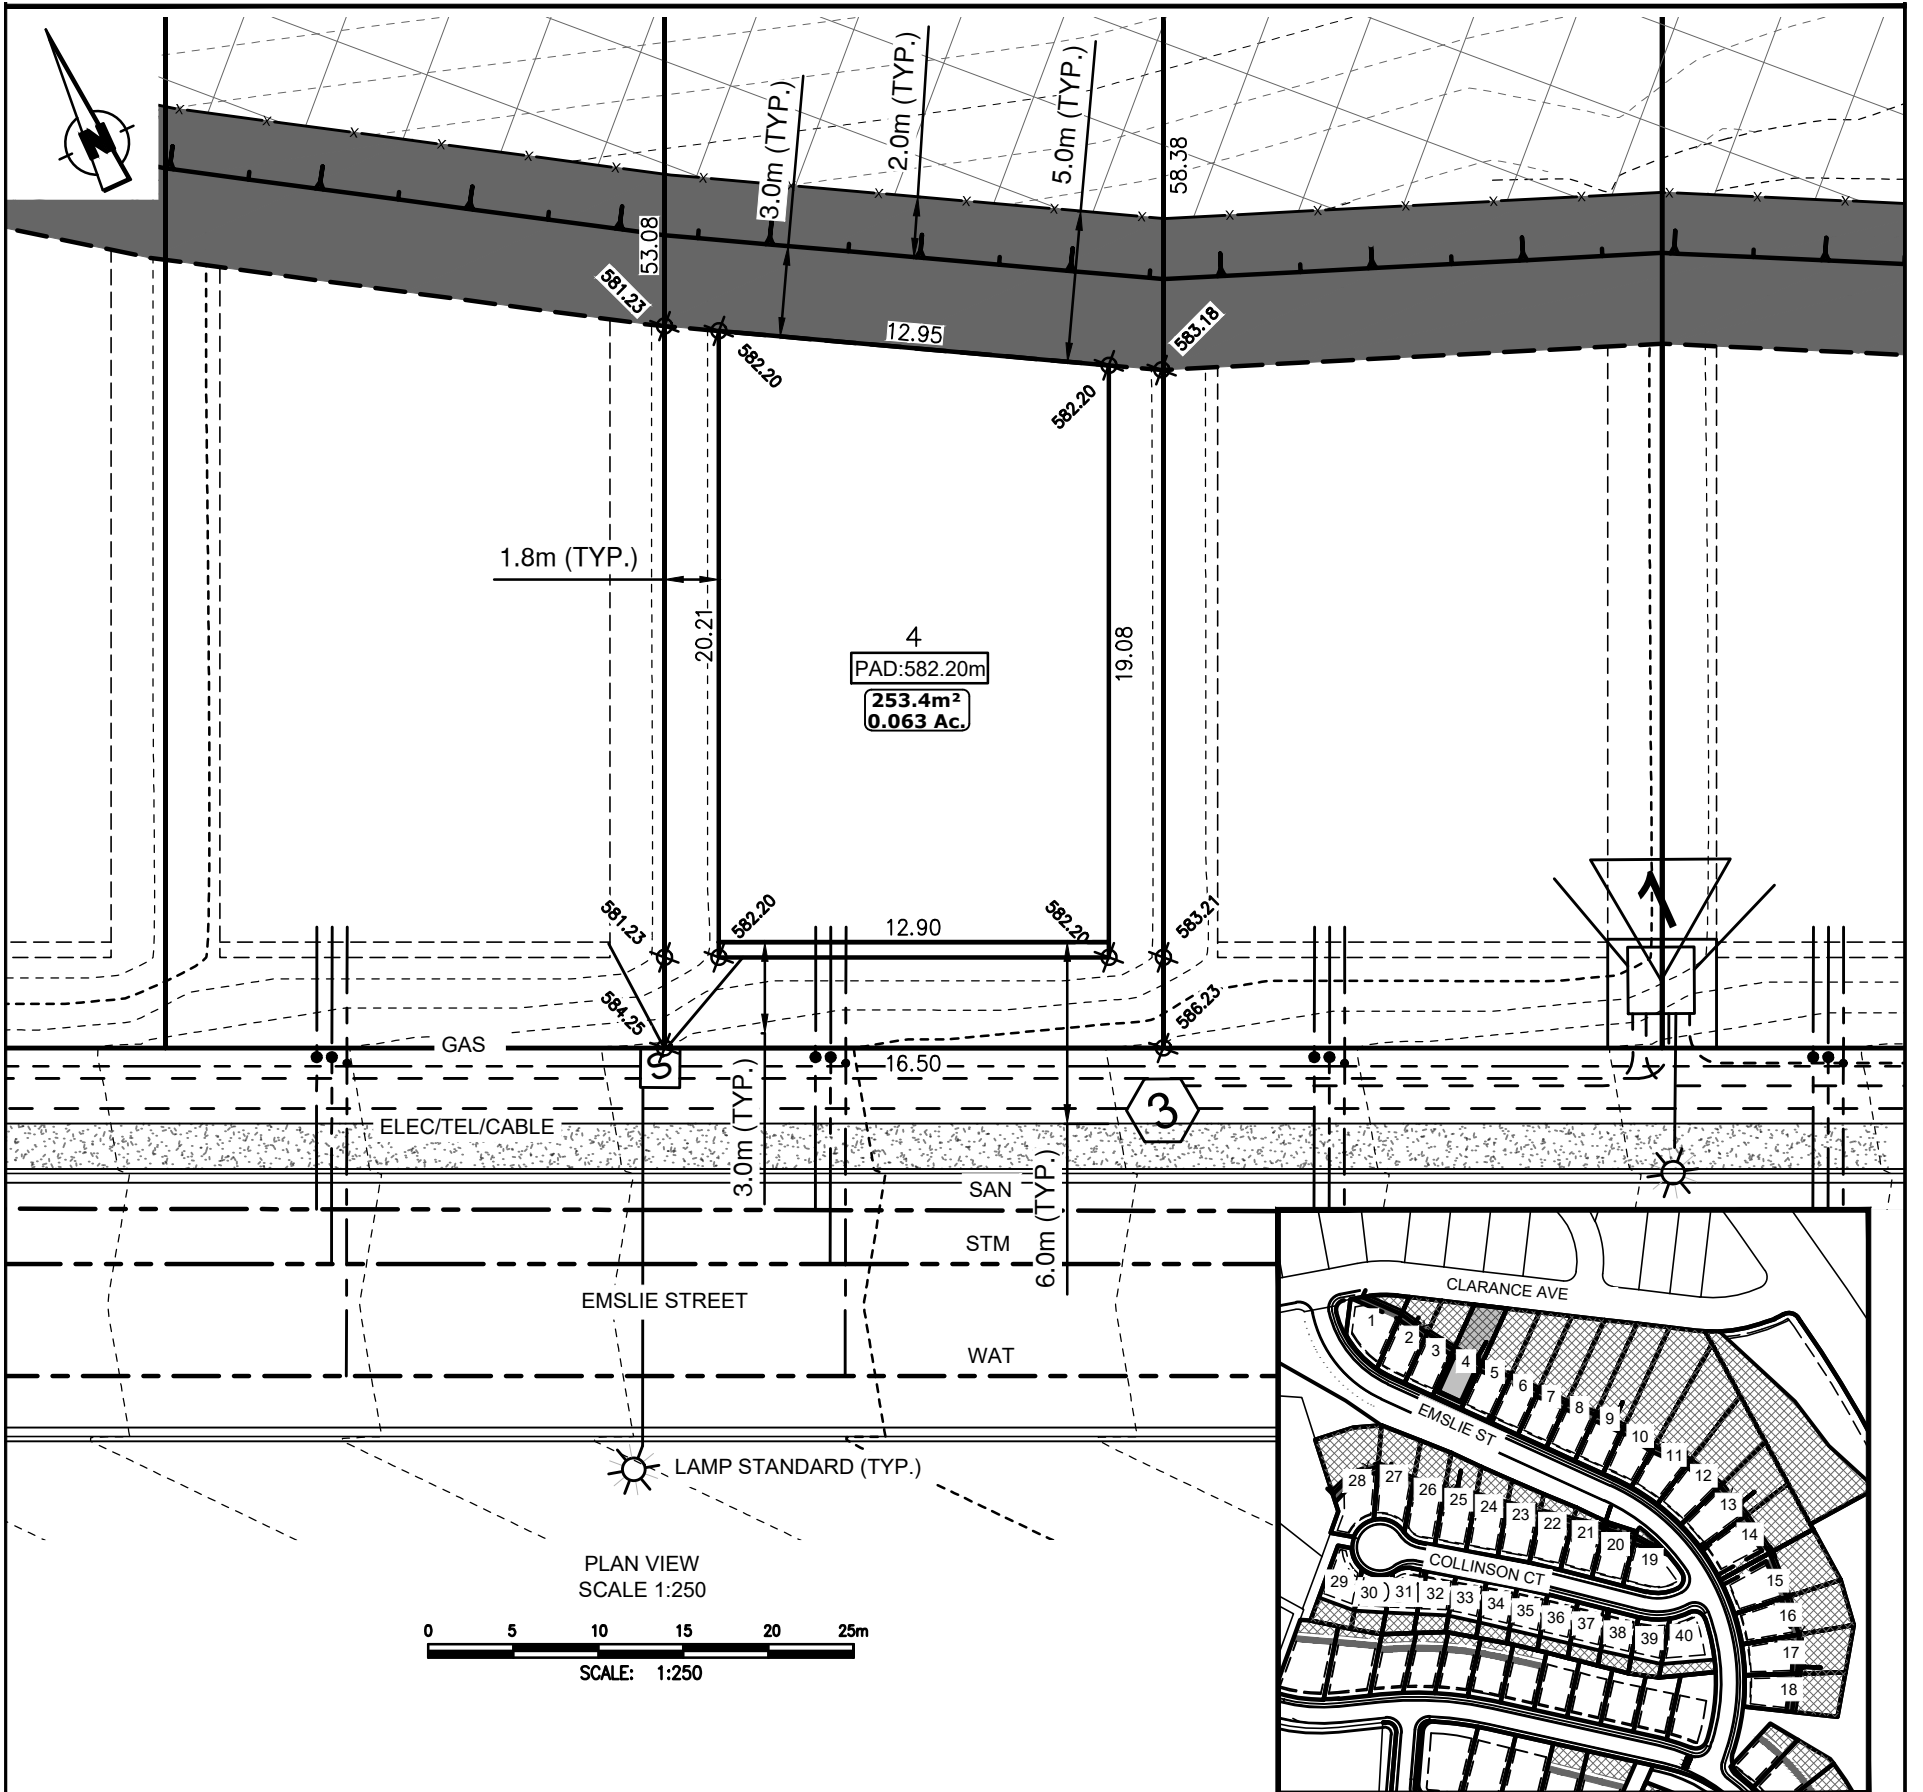 N
3.0m (TYP.)
2.0m (TYP.)
5.0m (TYP.)
53.08
58.38
581.23
582.20
12.95
582.20
583.18
1.8m (TYP.)
20.21
19.08
4
PAD:582.20m
253.4m²
0.063 Ac.
581.23
582.20
12.90
582.20
583.21
584.25
586.23
1
GAS
S
16.50
3
3.0m (TYP.)
6.0m (TYP.)
ELEC/TEL/CABLE
SAN
STM
EMSLIE STREET
WAT
LAMP STANDARD (TYP.)
PLAN VIEW
SCALE 1:250
0 5 10 15 20 25m
SCALE: 1:250
CLARANCE AVE
1
2
3
4
5
6
7
8
9
10
11
12
13
14
15
16
17
18
EMSLIE ST
28
27
26
25
24
23
22
21
20
19
COLLINSON CT
29
30
31
32
33
34
35
36
37
38
39
40